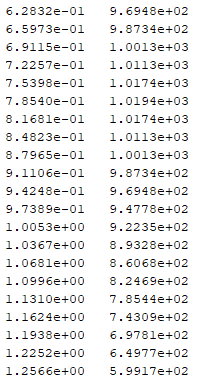 6.2832e-01 9.6948e+02
6.5973e-01 9.8734e+02
6.9115e-01 1.0013e+03
7.2257e-01 1.0113e+03
7.5398e-01 1.0174e+03
7.8540e-01 1.0194e+03
8.1681e-01 1.0174e+03
8.4823e-01 1.0113e+03
8.7965e-01 1.0013e+03
9.1106e-01 9.8734e+02
9.4248e-01 9.6948e+02
9.7389e-01 9.4778e+02
1.0053e+00 9.2235e+02
1.0367e+00 8.9328e+02
1.0681e+00 8.6068e+02
1.0996e+00 8.2469e+02
1.1310e+00 7.8544e+02
1.1624e+00 7.4309e+02
1.1938e+00 6.9781e+02
1.2252e+00 6.4977e+02
1.2566e+00 5.9917e+02